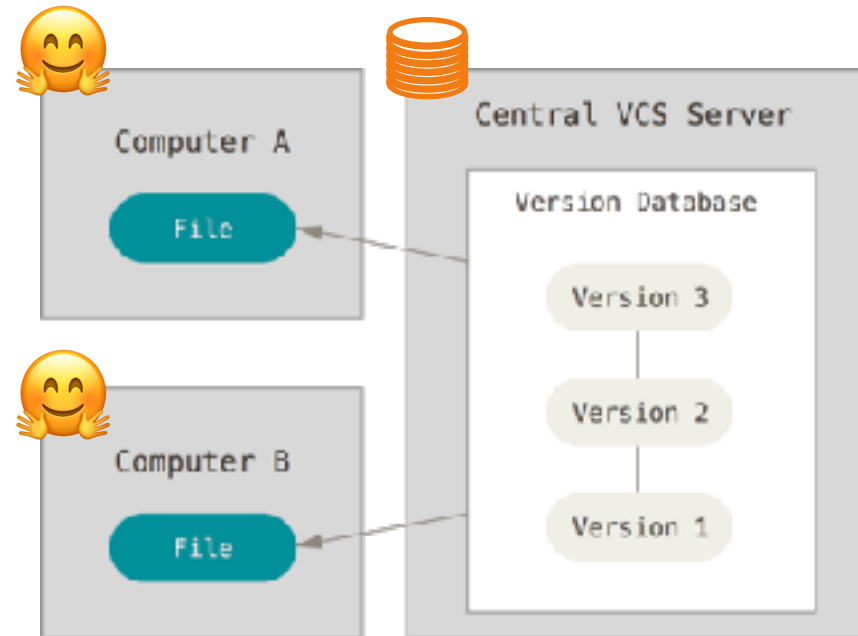 Computer A
File
Computer B
File
Central VCS Server
Version Database
Version 3
Version 2
Version 1